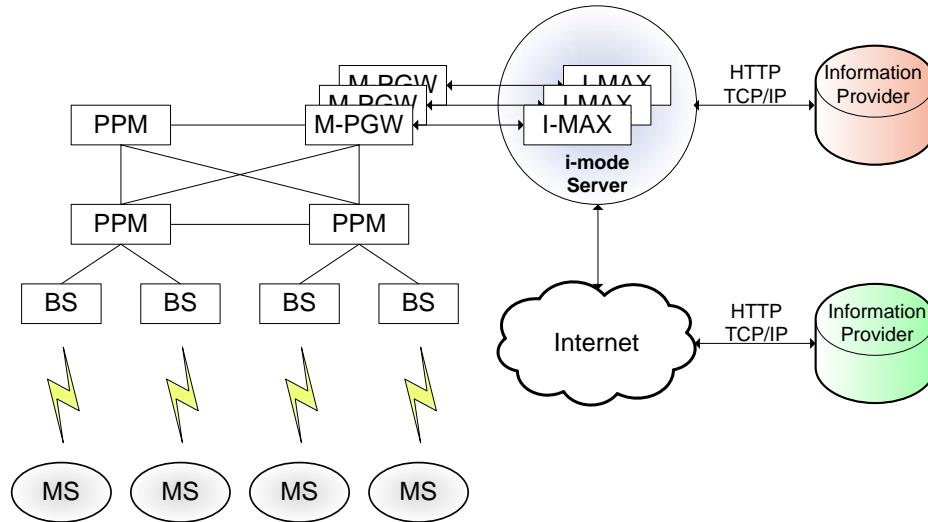 M-PGW
I-MAX
M-PGW
I-MAX
PPM
M-PGW
I-MAX
i-mode
Server
HTTP
TCP/IP
Information
Provider
PPM
PPM
BS
BS
BS
BS
Internet
HTTP
TCP/IP
Information
Provider
MS
MS
MS
MS